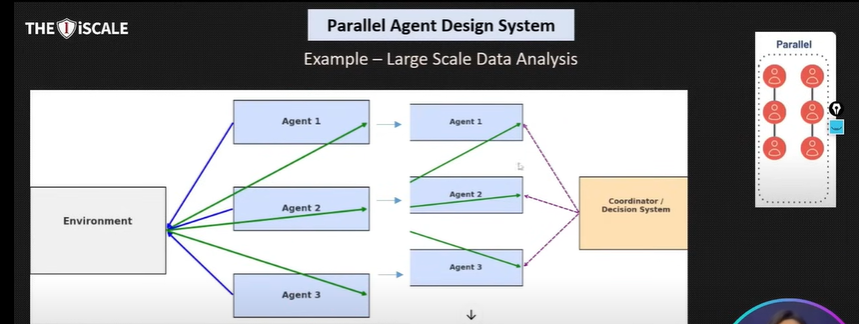 THE 1 iSCALE
Parallel Agent Design System
Example – Large Scale Data Analysis
Parallel
Environment
Agent 1
Agent 2
Agent 3
Agent 1
Agent 2
Agent 3
Coordinator /
Decision System